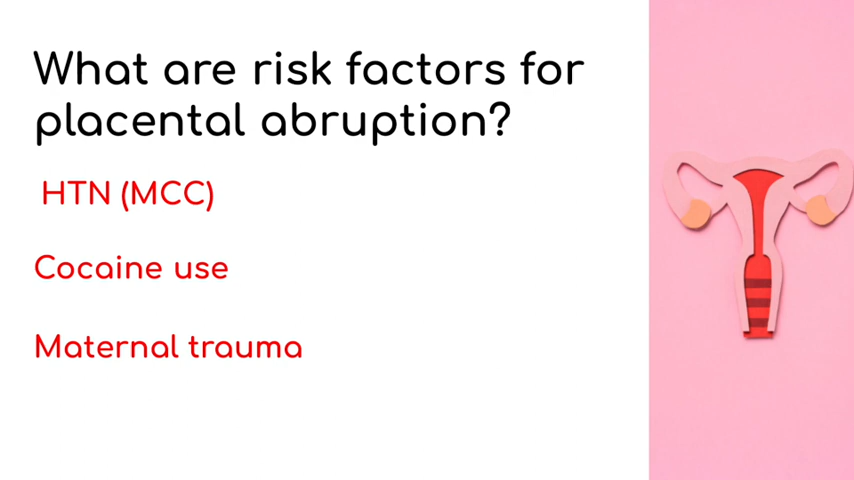 What are risk factors for
placental abruption?
HTN (MCC)
Cocaine use
Maternal trauma